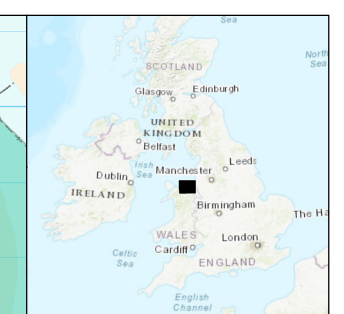 Sea
North
Sea
SCOTLAND
Glasgow
Edinburgh
UNITED
KINGDOM
Belfast
Leeds
Irish
Sea
Manchester
Dublin
IRELAND
Birmingham
The Ha
WALES
London
Cardiff
ENGLAND
Celtic
Sea
English
Channel